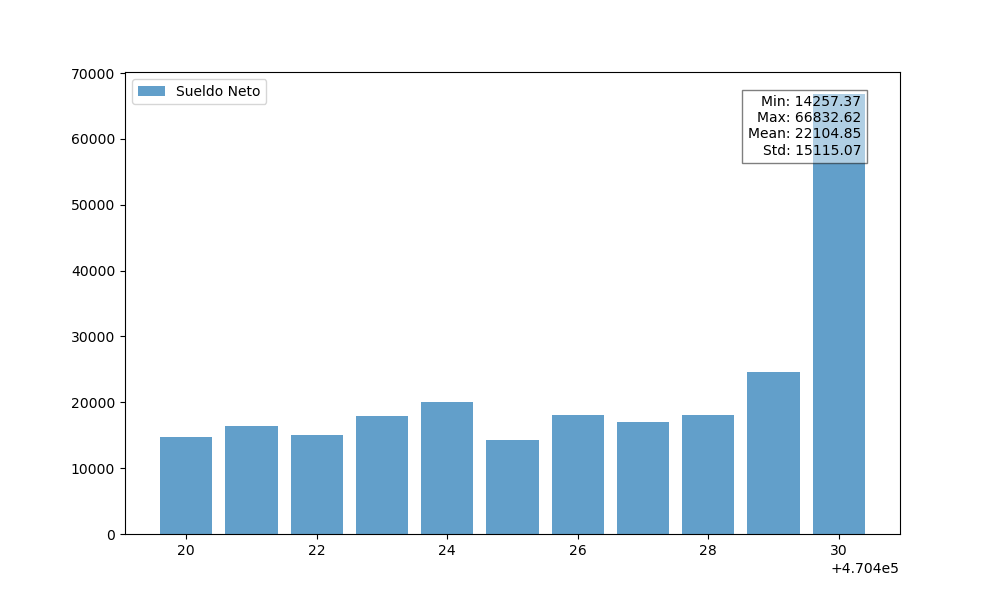 70000
60000
50000
40000
30000
20000
10000
0
Sueldo Neto
Min: 14257.37
Max: 66832.62
Mean: 22104.85
Std: 15115.07
20 22 24 26 28 30
+4.704e5